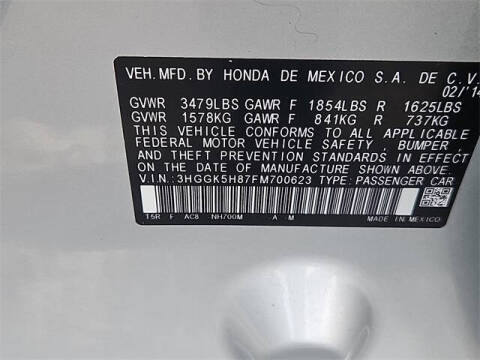 VEH.MFD.BY HONDA DE MEXICO S.A. DE C.V.
02/'14
GVWR 3479LBS GAWR F 1854LBS R 1625LBS
GVWR 1578KG GAWR F 841KG R 737KG
THIS VEHICLE CONFORMS TO ALL APPLICABLE
FEDERAL MOTOR VEHICLE SAFETY, BUMPER,
AND THEFT PREVENTION STANDARDS IN EFFECT
ON THE DATE OF MANUFACTURE SHOWN ABOVE.
V.I.N.:3HGGK5H87FM700623 TYPE: PASSENGER CAR
T5R F AC8 NH700M A M MADE IN MEXICO